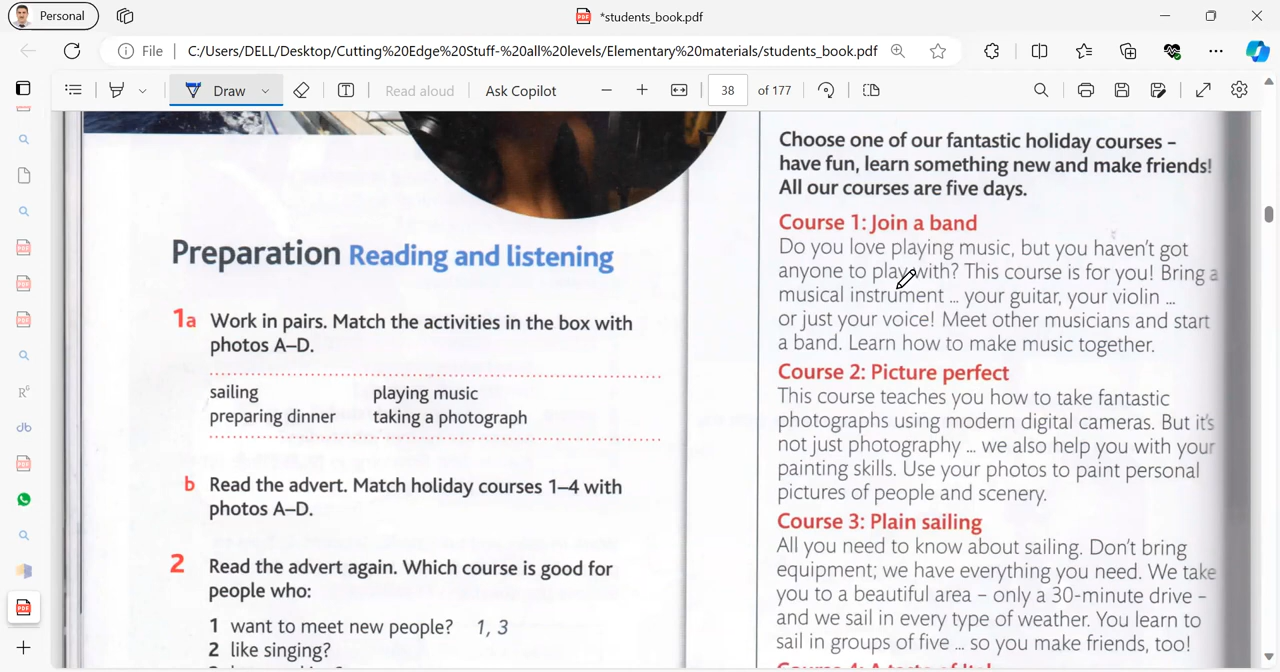 Personal
*students_book.pdf
File
C:/Users/DELL/Desktop/Cutting%20Edge%20Stuff-%20all%20levels/Elementary%20materials/students_book.pdf
Draw
Read aloud
Ask Copilot
38
of 177
Preparation Reading and listening
1a Work in pairs. Match the activities in the box with
photos A–D.
sailing playing music
preparing dinner taking a photograph
b Read the advert. Match holiday courses 1–4 with
photos A–D.
2 Read the advert again. Which course is good for
people who:
1 want to meet new people? 1, 3
2 like singing?
Choose one of our fantastic holiday courses –
have fun, learn something new and make friends!
All our courses are five days.
Course 1: Join a band
Do you love playing music, but you haven't got
anyone to play with? This course is for you! Bring a
musical instrument ... your guitar, your violin ...
or just your voice! Meet other musicians and start
a band. Learn how to make music together.
Course 2: Picture perfect
This course teaches you how to take fantastic
photographs using modern digital cameras. But it's
not just photography ... we also help you with your
painting skills. Use your photos to paint personal
pictures of people and scenery.
Course 3: Plain sailing
All you need to know about sailing. Don't bring
equipment; we have everything you need. We take
you to a beautiful area – only a 30-minute drive –
and we sail in every type of weather. You learn to
sail in groups of five ... so you make friends, too!